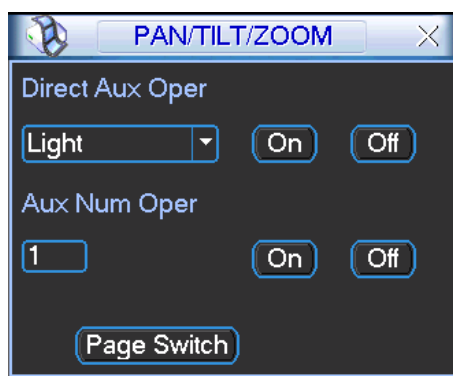 PAN/TILT/ZOOM
Direct Aux Oper
Light On Off
Aux Num Oper
1 On Off
Page Switch